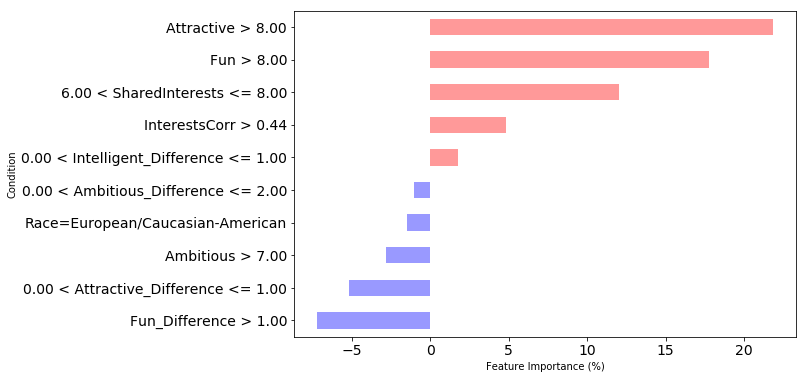 Attractive > 8.00
Fun > 8.00
6.00 < SharedInterests <= 8.00
InterestsCorr > 0.44
0.00 < Intelligent_Difference <= 1.00
0.00 < Ambitious_Difference <= 2.00
Race=European/Caucasian-American
Ambitious > 7.00
0.00 < Attractive_Difference <= 1.00
Fun_Difference > 1.00
Condition
−5 0 5 10 15 20
Feature Importance (%)